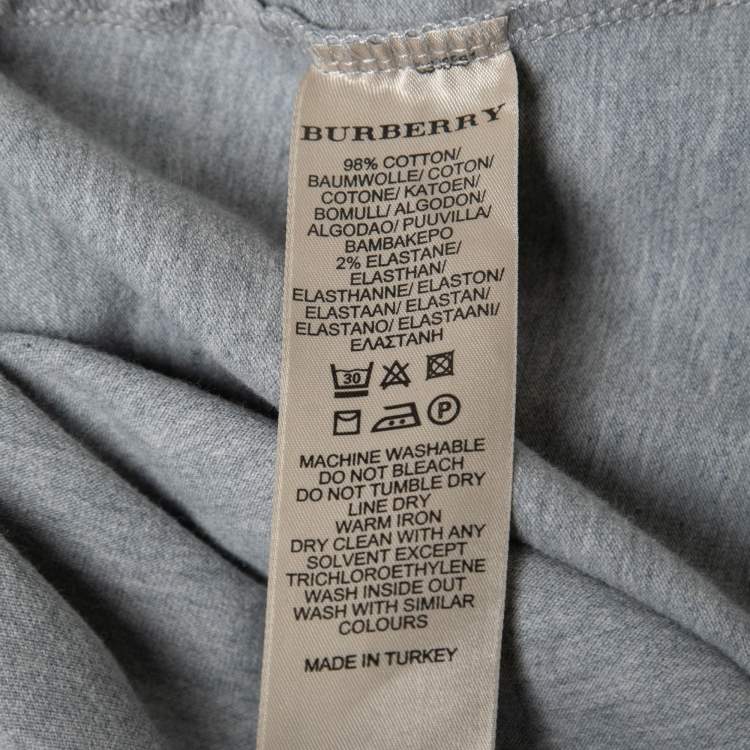 BURBERRY
98% COTTON/
BAUMWOLLE/ COTON/
COTONE/ KATOEN/
BOMULL/ ALGODON/
ALGODAO/ PUUVILLA/
ΒΑΜΒΑΚΕΡΟ
2% ELASTANE/
ELASTHAN/
ELASTHANNE/ ELASTON/
ELASTAAN/ ELASTAN/
ELASTANO/ ELASTAANI/
ΕΛΑΣΤΑΝΗ
30
P
MACHINE WASHABLE
DO NOT BLEACH
DO NOT TUMBLE DRY
LINE DRY
WARM IRON
DRY CLEAN WITH ANY
SOLVENT EXCEPT
TRICHLOROETHYLENE
WASH INSIDE OUT
WASH WITH SIMILAR
COLOURS
MADE IN TURKEY